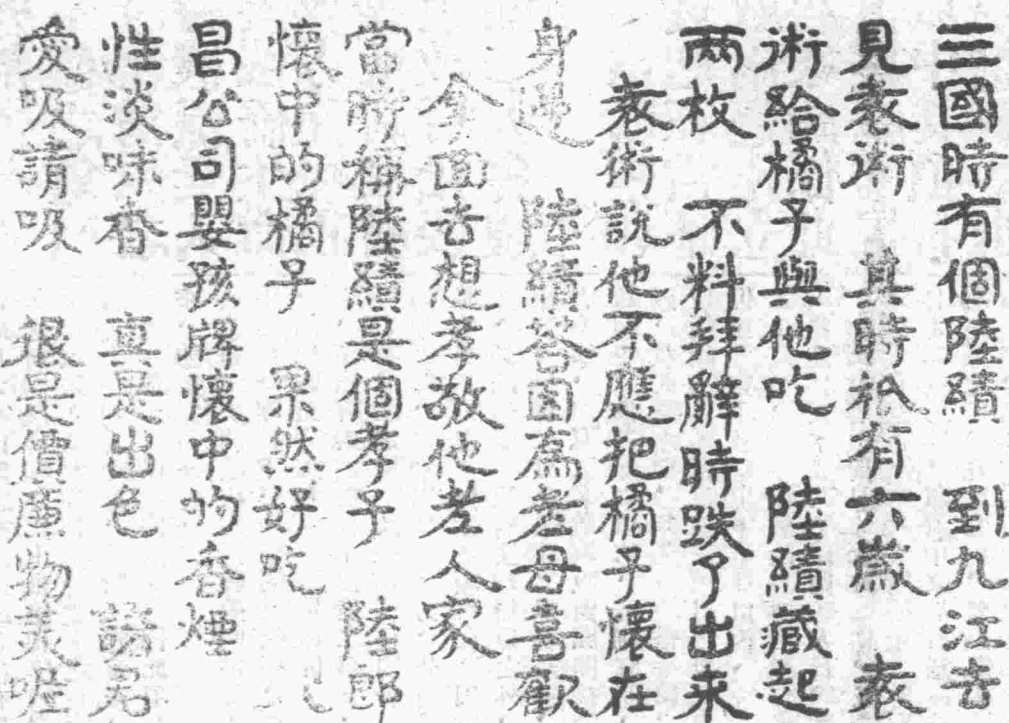 三國時有個陸績　到九江去
見袁術　其時祇有六歲　袁
術給橘子與他吃　陸績藏起
兩枚　不料拜辭時跌了出來
袁術說他不應把橘子懷在
身邊　陸績答因為老母喜歡
拿回去想孝敬他老人家
當時稱陸績是個孝子　陸郎
懷中的橘子　果然好吃
昌公司嬰孩牌懷中的香煙
性淡味香　真是出色　諸君
愛吸請吸　很是價廉物美